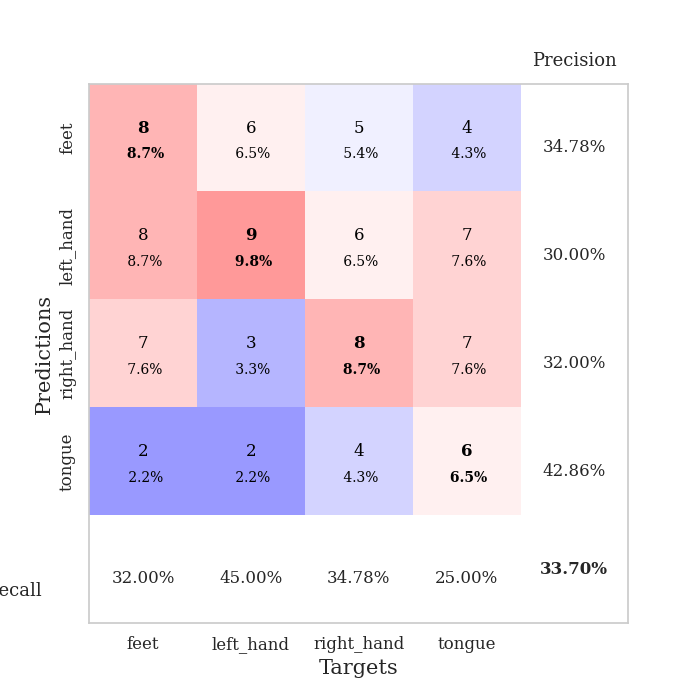 Precision
feet
8 6 5 4
8.7% 6.5% 5.4% 4.3%
34.78%
left_hand
8 9 6 7
8.7% 9.8% 6.5% 7.6%
30.00%
Predictions
right_hand
7 3 8 7
7.6% 3.3% 8.7% 7.6%
32.00%
tongue
2 2 4 6
2.2% 2.2% 4.3% 6.5%
42.86%
ecall
32.00% 45.00% 34.78% 25.00%
33.70%
feet left_hand right_hand tongue
Targets